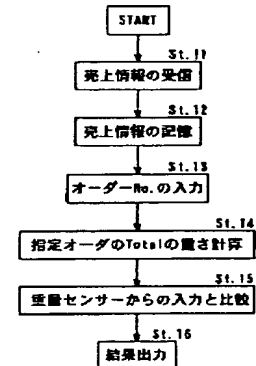 START
St.11
売上情報の受信
St.12
売上情報の記憶
St.13
オーダーNo.の入力
St.14
指定オーダのTotalの重さ計算
St.15
重量センサーからの入力と比較
St.16
結果出力